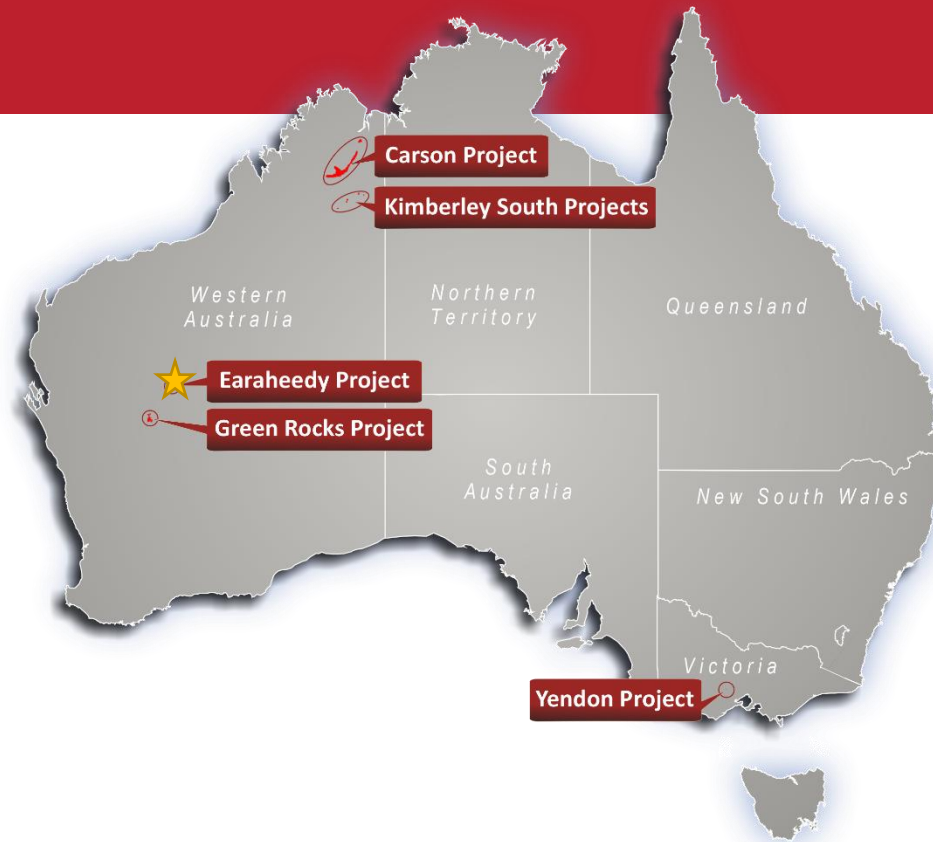 Carson Project
Kimberley South Projects
Western
Australia
Northern
Territory
Queensland
Earaheedy Project
Green Rocks Project
South
Australia
New South Wales
Victoria
Yendon Project